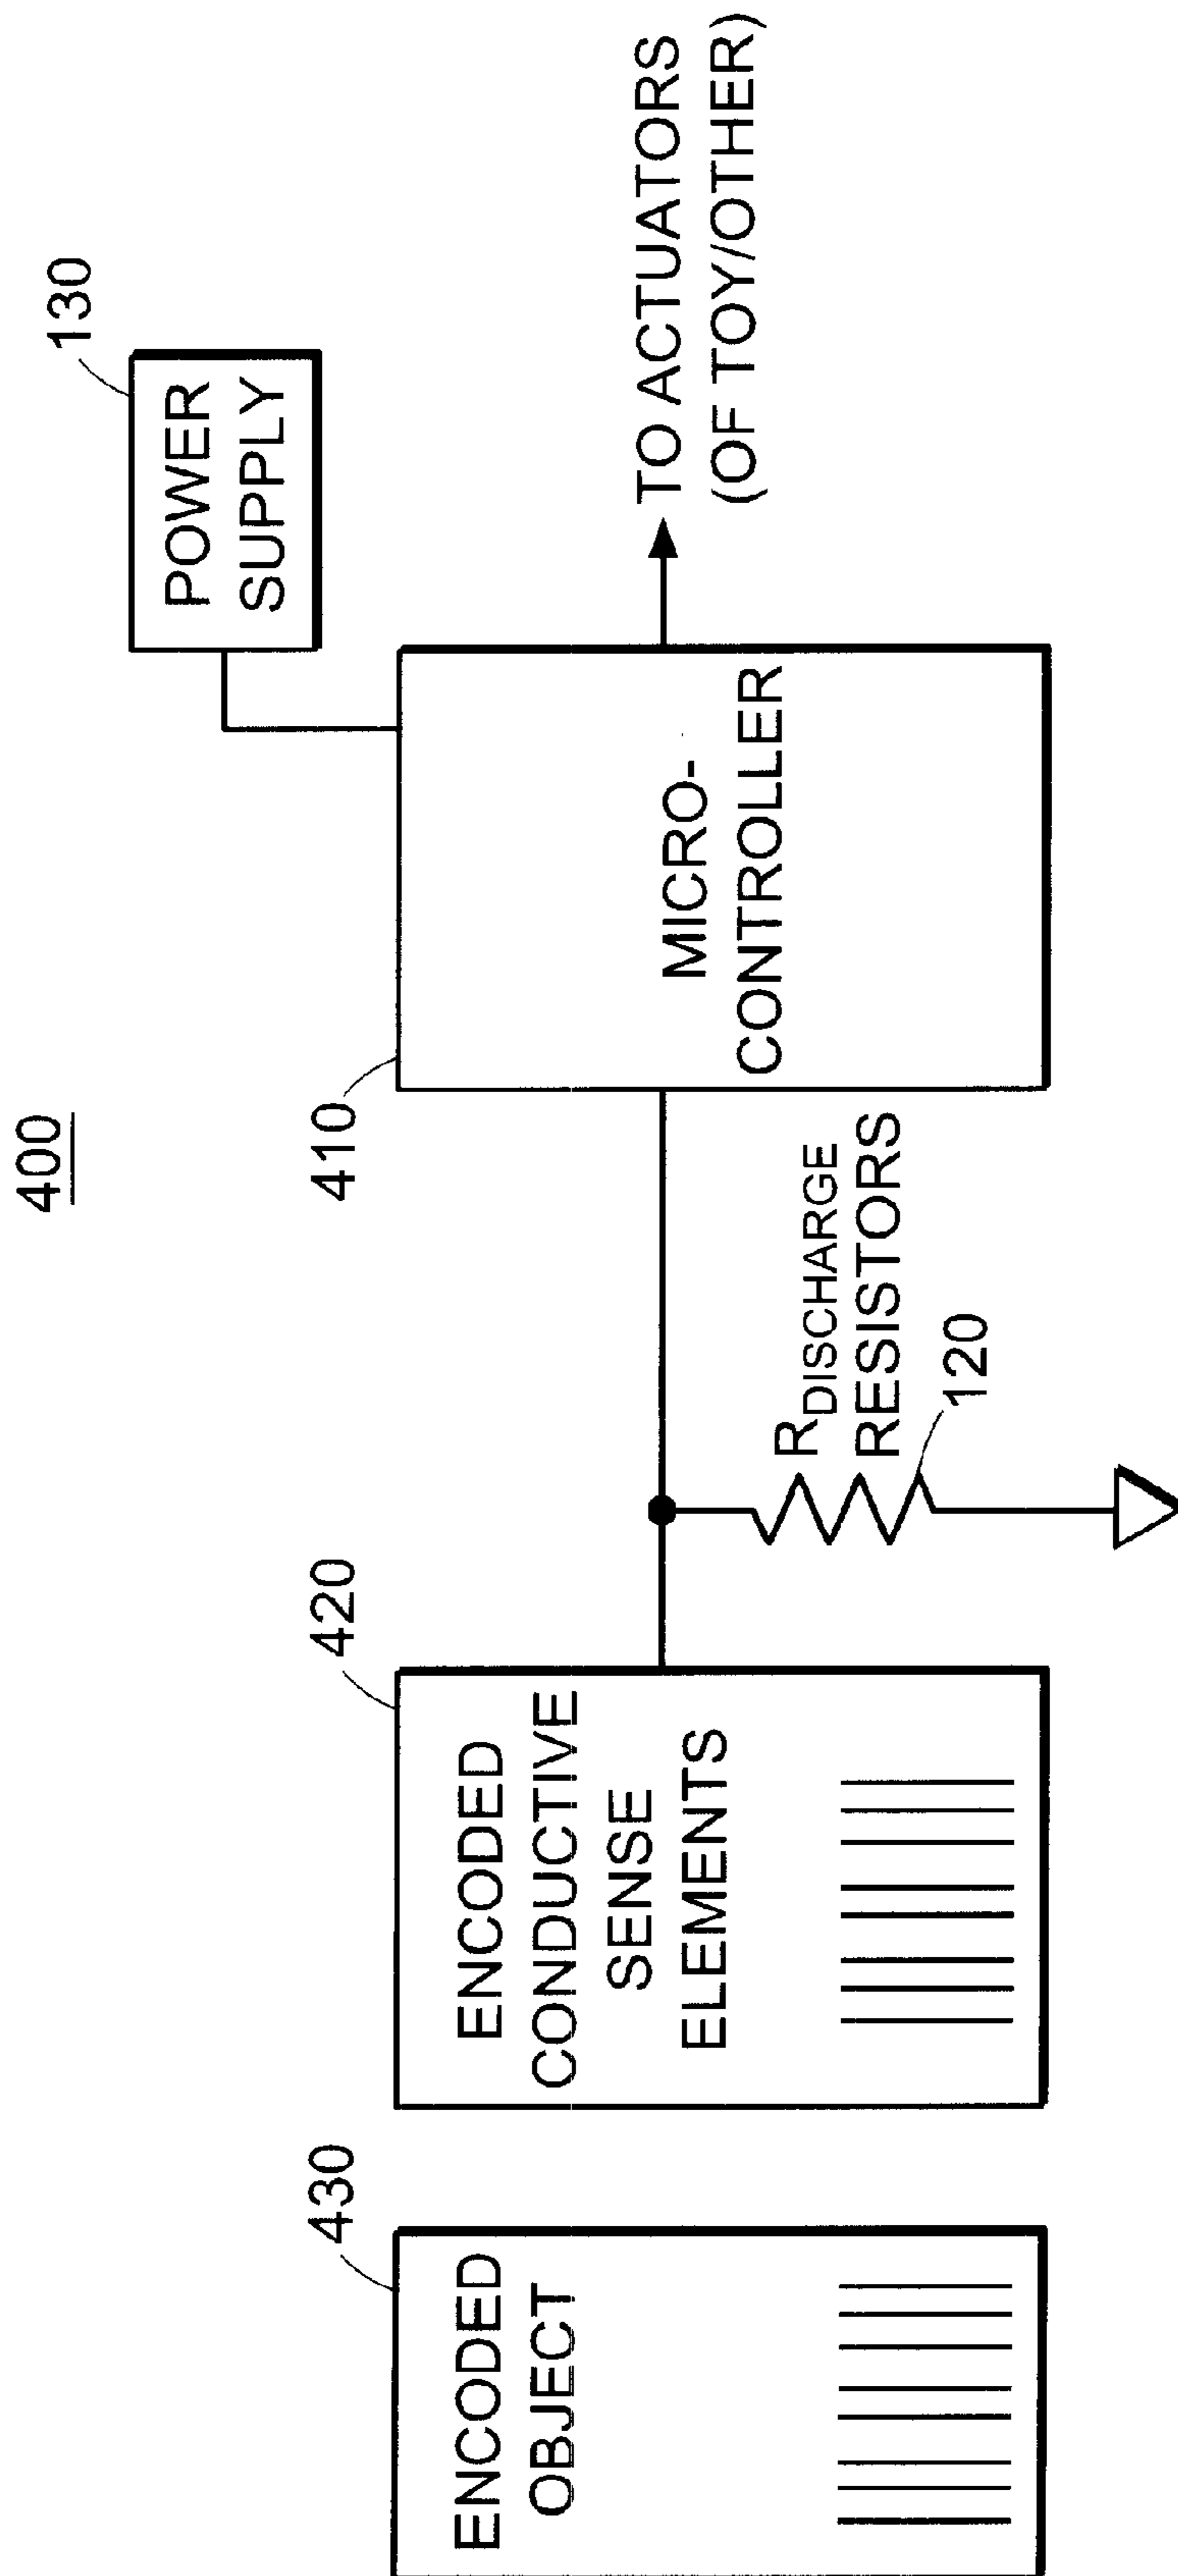 400
430
ENCODED
OBJECT
420
ENCODED
CONDUCTIVE
SENSE
ELEMENTS
RDISCHARGE
RESISTORS
120
410
MICRO-
CONTROLLER
130
POWER
SUPPLY
TO ACTUATORS
(OF TOY/OTHER)